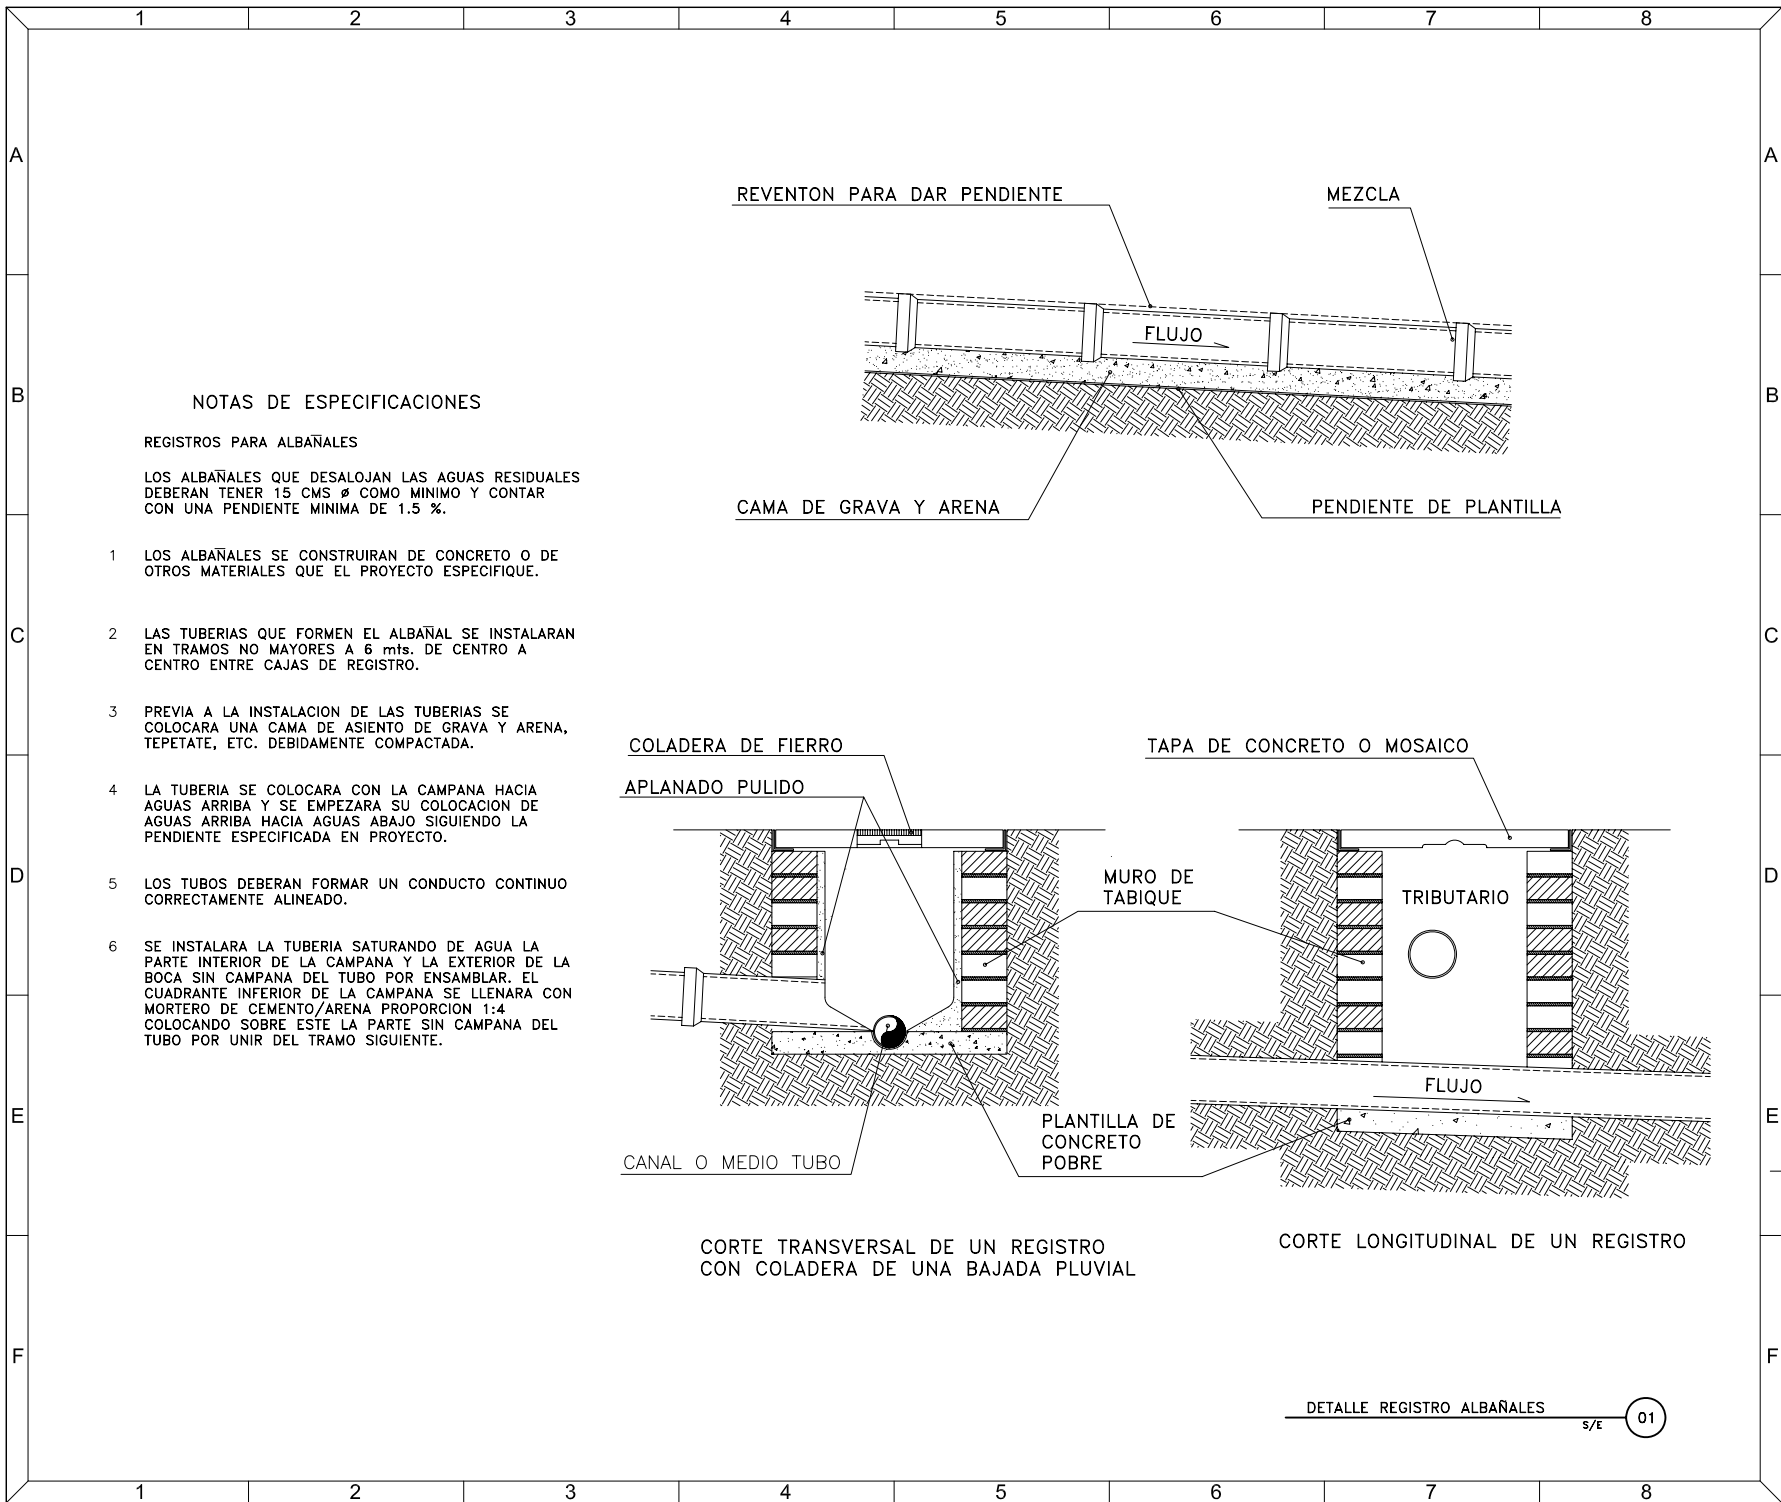 1 2 3 4 5 6 7 8
A A
REVENTON PARA DAR PENDIENTE
MEZCLA
FLUJO
B B
CAMA DE GRAVA Y ARENA
PENDIENTE DE PLANTILLA
NOTAS DE ESPECIFICACIONES
REGISTROS PARA ALBAÑALES
LOS ALBAÑALES QUE DESALOJAN LAS AGUAS RESIDUALES
DEBERAN TENER 15 CMS ø COMO MINIMO Y CONTAR
CON UNA PENDIENTE MINIMA DE 1.5 %.
1 LOS ALBAÑALES SE CONSTRUIRAN DE CONCRETO O DE
OTROS MATERIALES QUE EL PROYECTO ESPECIFIQUE.
C C
2 LAS TUBERIAS QUE FORMEN EL ALBAÑAL SE INSTALARAN
EN TRAMOS NO MAYORES A 6 mts. DE CENTRO A
CENTRO ENTRE CAJAS DE REGISTRO.
3 PREVIA A LA INSTALACION DE LAS TUBERIAS SE
COLOCARA UNA CAMA DE ASIENTO DE GRAVA Y ARENA,
TEPETATE, ETC. DEBIDAMENTE COMPACTADA.
4 LA TUBERIA SE COLOCARA CON LA CAMPANA HACIA
AGUAS ARRIBA Y SE EMPEZARA SU COLOCACION DE
AGUAS ARRIBA HACIA AGUAS ABAJO SIGUIENDO LA
PENDIENTE ESPECIFICADA EN PROYECTO.
D D
5 LOS TUBOS DEBERAN FORMAR UN CONDUCTO CONTINUO
CORRECTAMENTE ALINEADO.
6 SE INSTALARA LA TUBERIA SATURANDO DE AGUA LA
PARTE INTERIOR DE LA CAMPANA Y LA EXTERIOR DE LA
BOCA SIN CAMPANA DEL TUBO POR ENSAMBLAR. EL
CUADRANTE INFERIOR DE LA CAMPANA SE LLENARA CON
MORTERO DE CEMENTO/ARENA PROPORCION 1:4
COLOCANDO SOBRE ESTE LA PARTE SIN CAMPANA DEL
TUBO POR UNIR DEL TRAMO SIGUIENTE.
COLADERA DE FIERRO
APLANADO PULIDO
TAPA DE CONCRETO O MOSAICO
MURO DE
TABIQUE
TRIBUTARIO
FLUJO
E E
PLANTILLA DE
CONCRETO
POBRE
CANAL O MEDIO TUBO
CORTE TRANSVERSAL DE UN REGISTRO
CON COLADERA DE UNA BAJADA PLUVIAL
CORTE LONGITUDINAL DE UN REGISTRO
F F
DETALLE REGISTRO ALBAÑALES
S/E
01
1 2 3 4 5 6 7 8